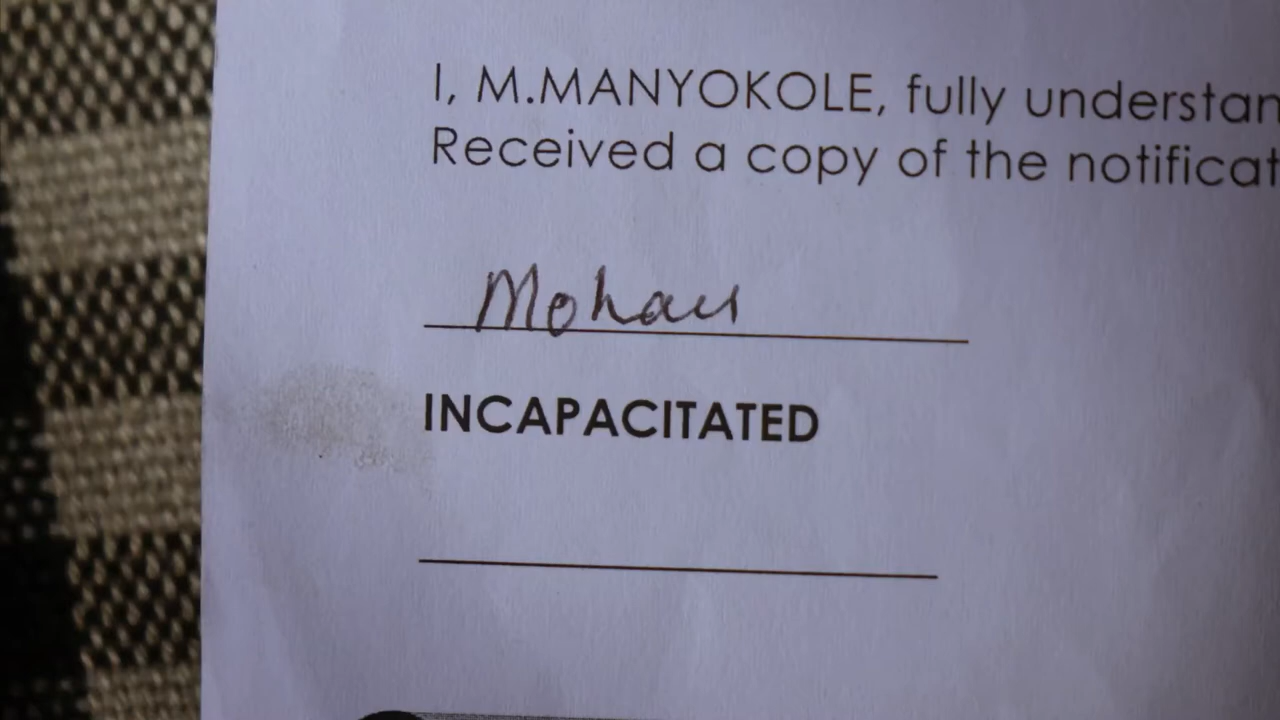 I, M.MANYOKOLE, fully understan
Received a copy of the notificat
Mohau
INCAPACITATED